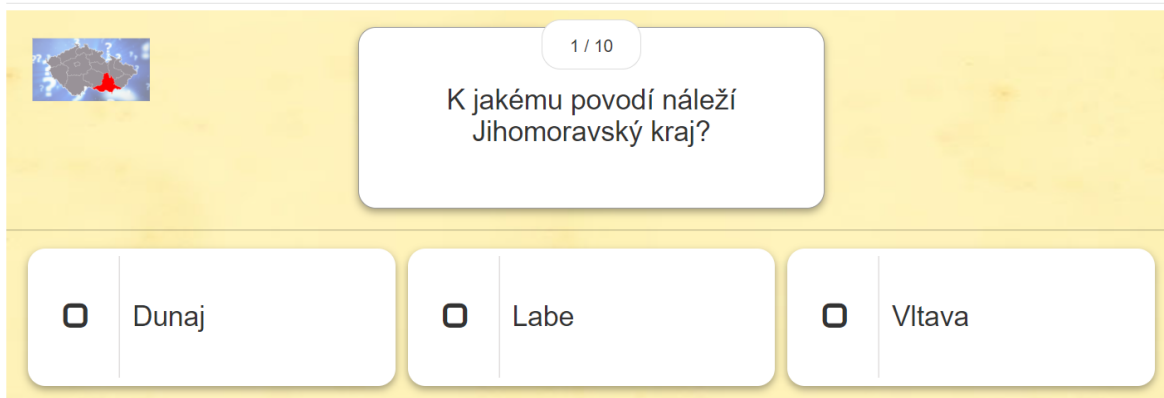 1 / 10
K jakému povodí náleží
Jihomoravský kraj?
Dunaj
Labe
Vltava